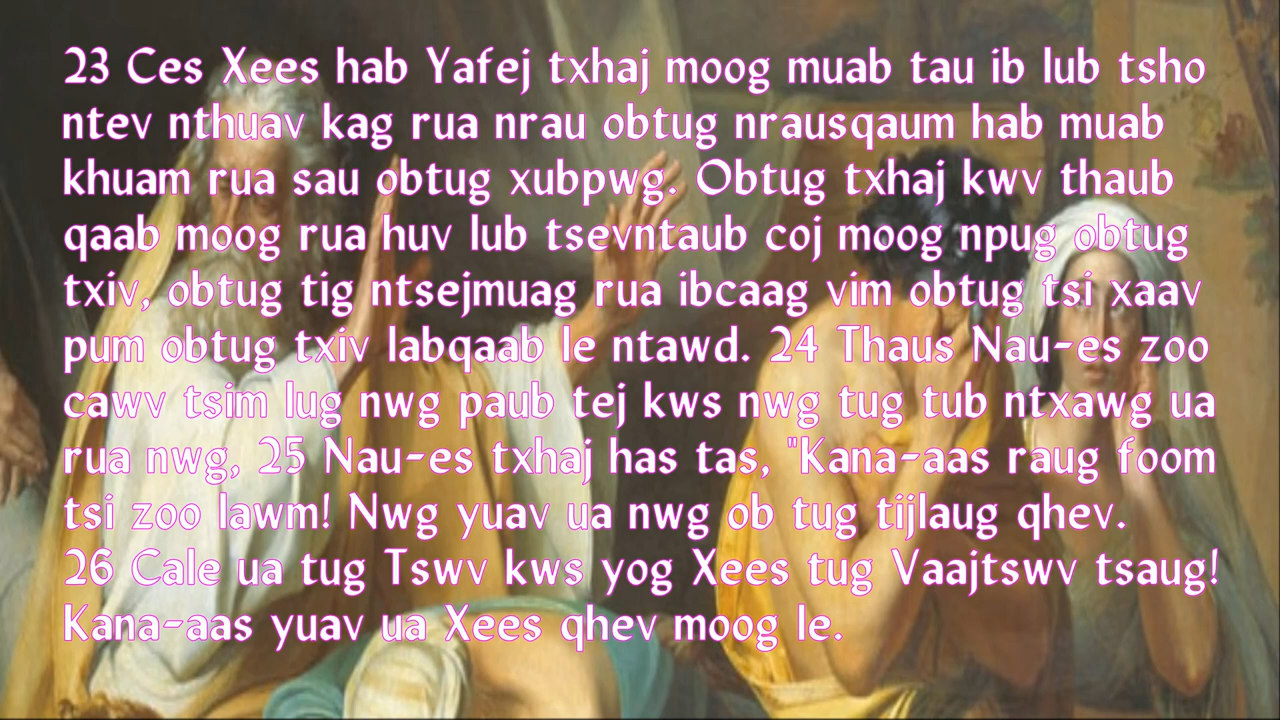 23 Ces Xees hab Yafej txhaj moog muab tau ib lub tsho
ntev nthuav kag rua nrau obtug nrausqaum hab muab
khuam rua sau obtug xubpwg. Obtug txhaj kwv thaub
qaab moog rua huv lub tsevntaub coj moog npug obtug
txiv, obtug tig ntsejmuag rua ibcaag vim obtug tsi xaav
pum obtug txiv labqaab le ntawd. 24 Thaus Nau-es zoo
cawv tsim lug nwg paub tej kws nwg tug tub ntxawg ua
rua nwg, 25 Nau-es txhaj has tas, "Kana-aas raug foom
tsi zoo lawm! Nwg yuav ua nwg ob tug tijlaug qhev.
26 Cale ua tug Tswv kws yog Xees tug Vaajtswv tsaug!
Kana-aas yuav ua Xees qhev moog le.